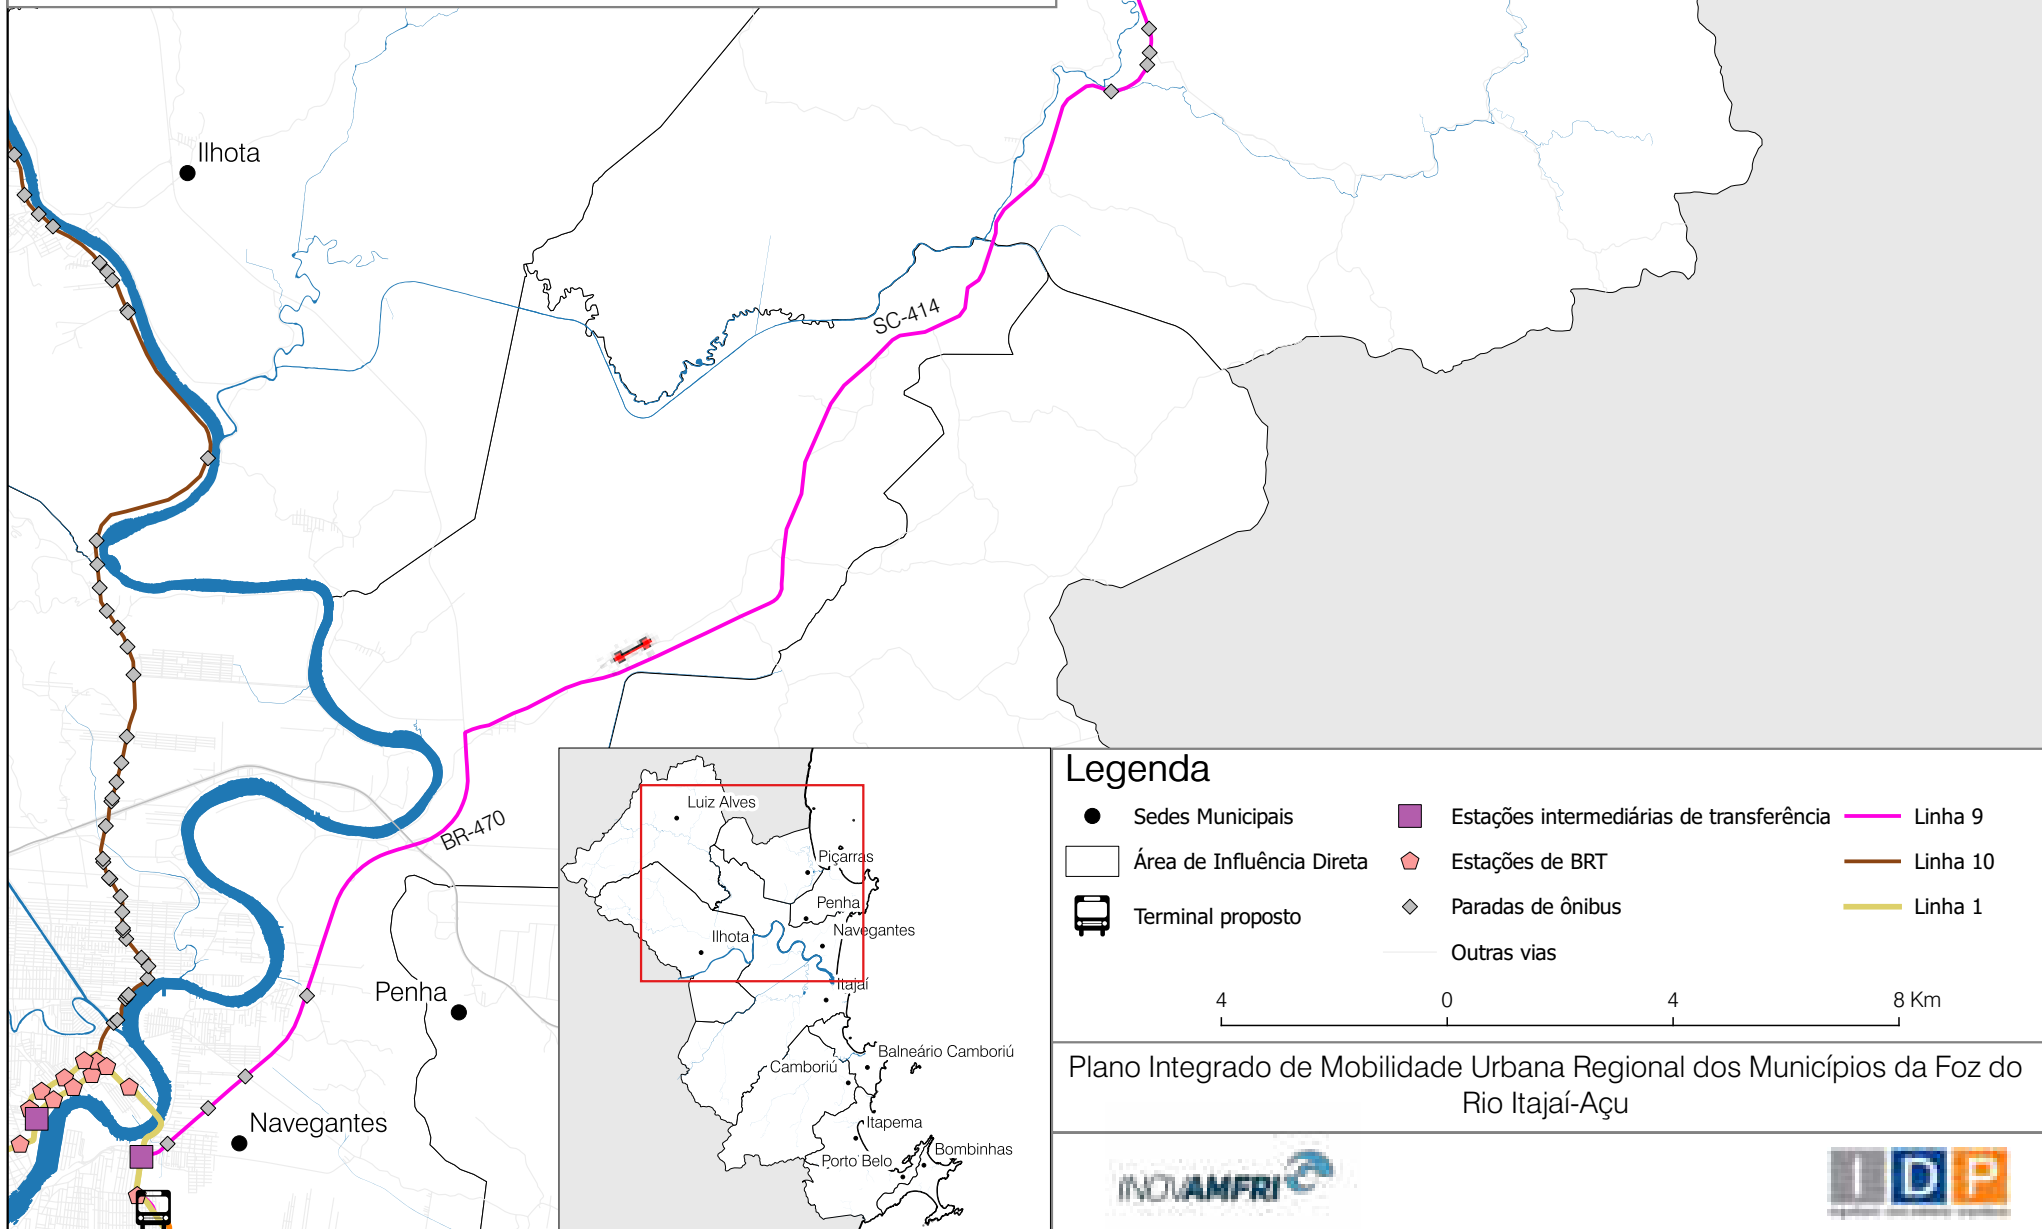 Ilhota
SC-414
BR-470
Penha
Navegantes
Luiz Alves
Piçarras
Penha
Navegantes
Ilhota
Itajaí
Balneário Camboriú
Camboriú
Itapema
Bombinhas
Porto Belo
Legenda
Sedes Municipais
Área de Influência Direta
Terminal proposto
Estações intermediárias de transferência
Estações de BRT
Paradas de ônibus
Outras vias
Linha 9
Linha 10
Linha 1
4 0 4 8 Km
Plano Integrado de Mobilidade Urbana Regional dos Municípios da Foz do
Rio Itajaí-Açu
INOVAMFRI
IDP